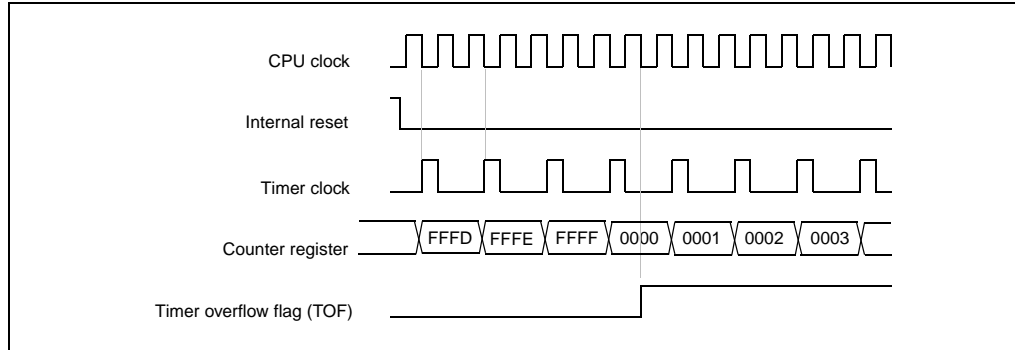 CPU clock
Internal reset
Timer clock
Counter register
FFFD FFFE FFFF 0000 0001 0002 0003
Timer overflow flag (TOF)